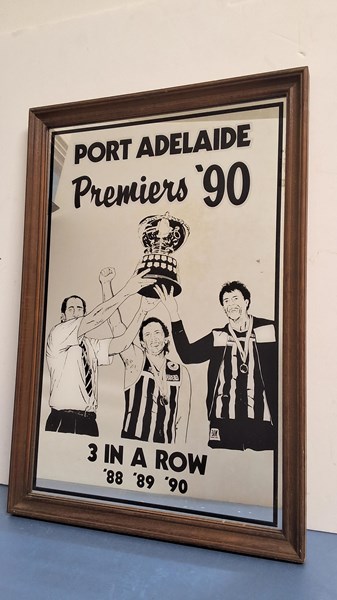 PORT ADELAIDE
Premiers '90
3 IN A ROW
'88 '89 '90